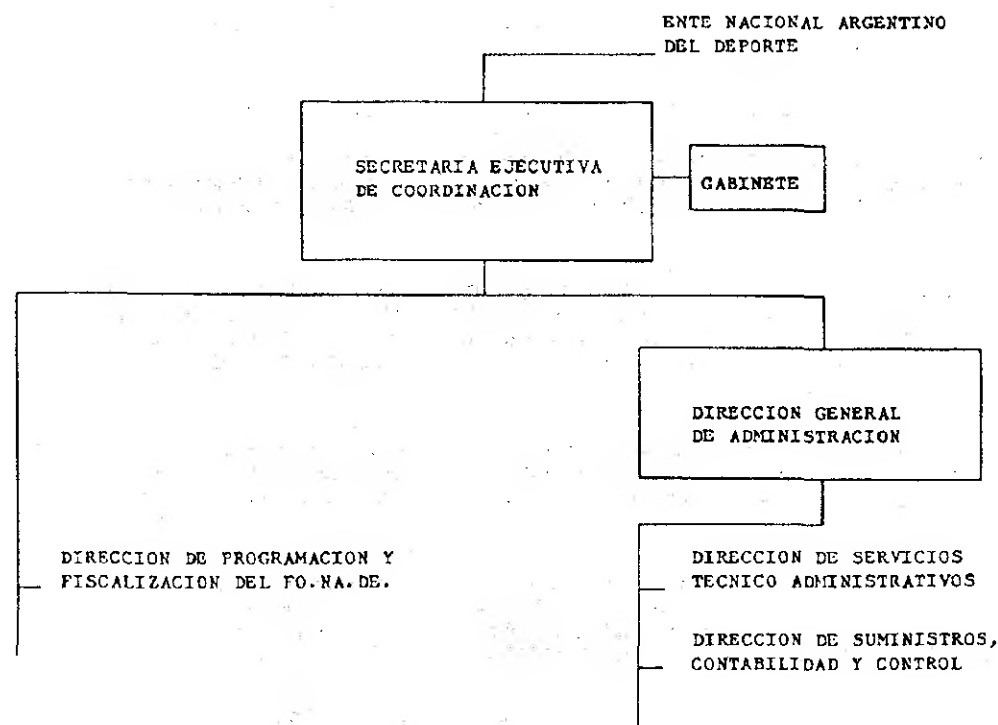 ENTE NACIONAL ARGENTINO
DEL DEPORTE
SECRETARIA EJECUTIVA
DE COORDINACION
GABINETE
DIRECCION GENERAL
DE ADMINISTRACION
DIRECCION DE PROGRAMACION Y
FISCALIZACION DEL FO.NA.DE.
DIRECCION DE SERVICIOS
TECNICO ADMINISTRATIVOS
DIRECCION DE SUMINISTROS,
CONTABILIDAD Y CONTROL